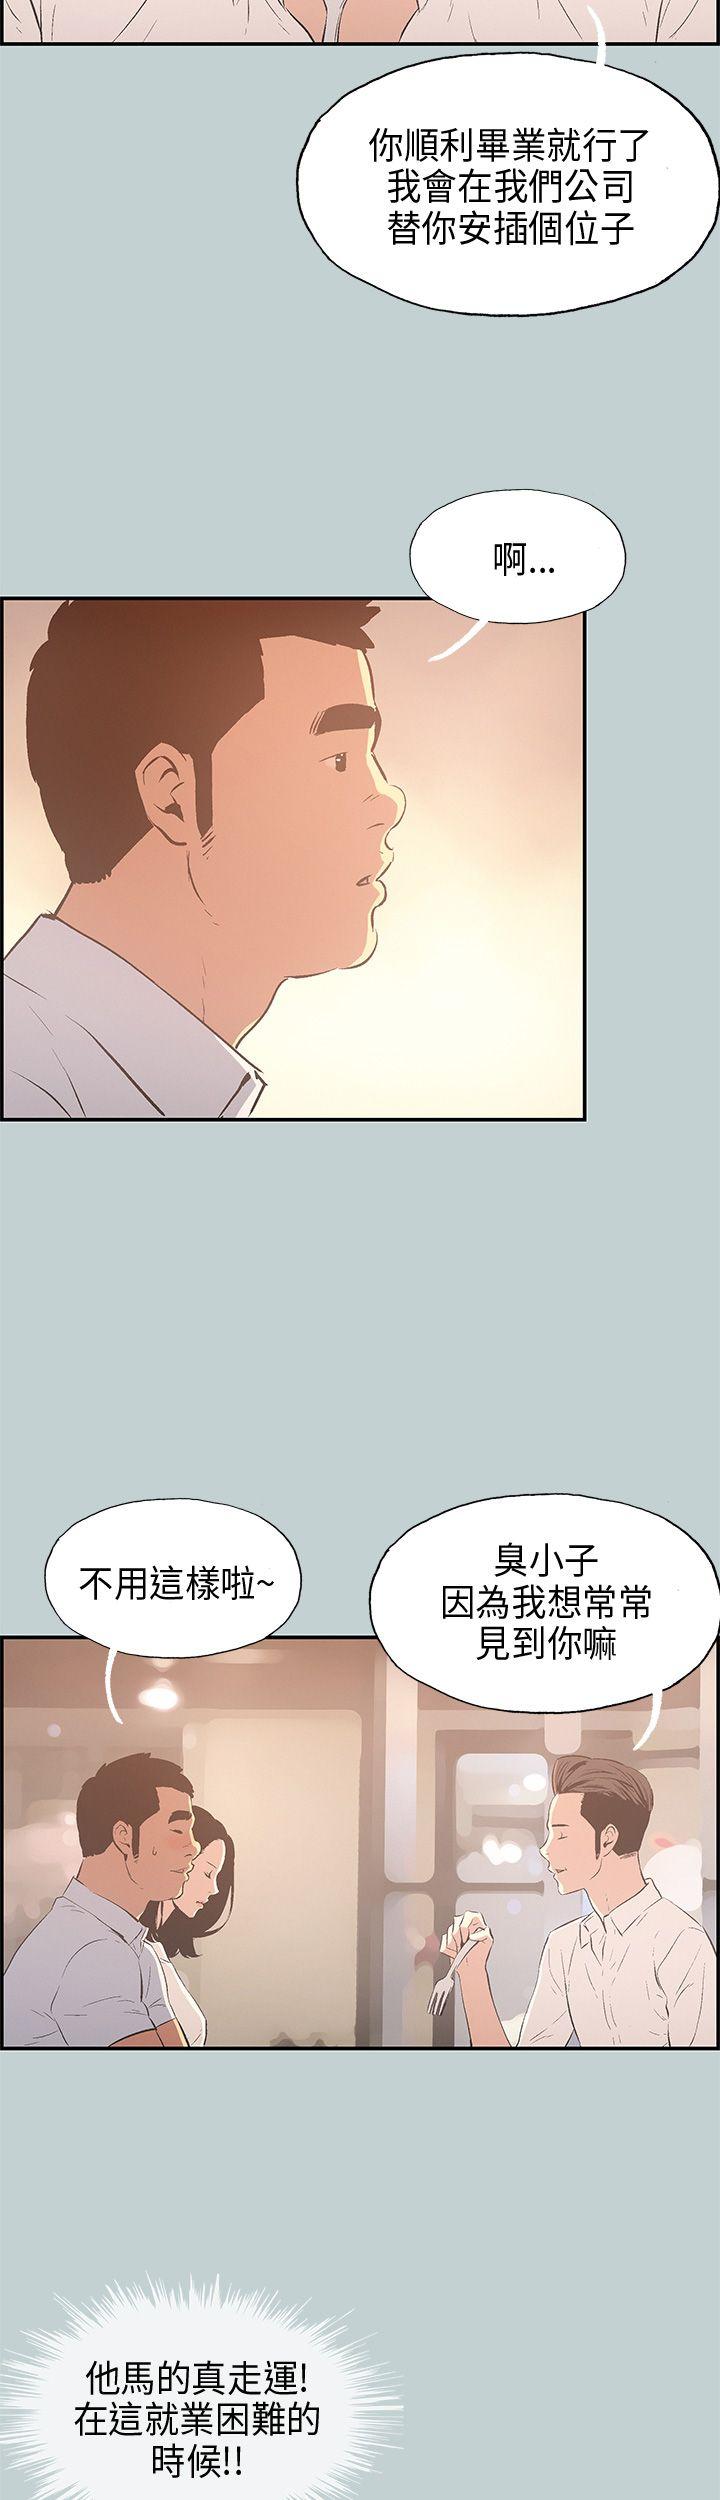 你順利畢業就行了
我會在我們公司
替你安插個位子
啊...
不用這樣啦~
臭小子
因為我想常常
見到你嘛
他馬的真走運!
在這就業困難的
時候!!